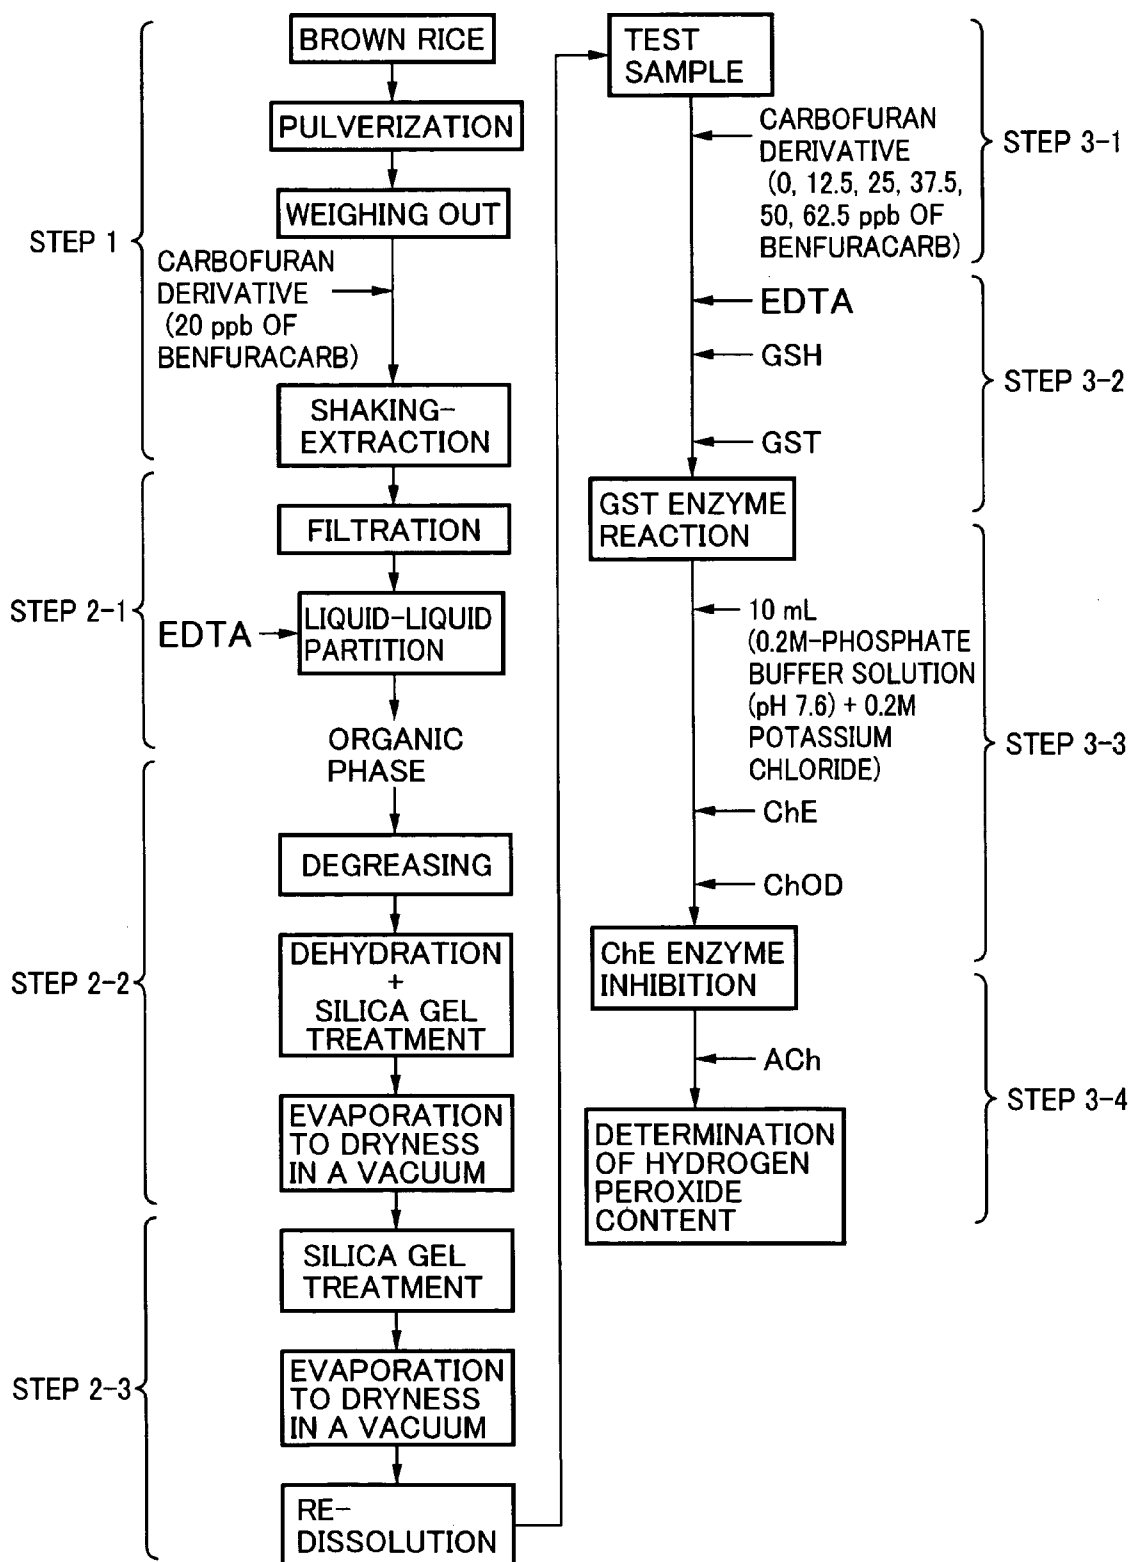 BROWN RICE
PULVERIZATION
WEIGHING OUT
STEP 1
CARBOFURAN
DERIVATIVE
(20 ppb OF
BENFURACARB)
SHAKING-
EXTRACTION
FILTRATION
STEP 2-1
EDTA
LIQUID-LIQUID
PARTITION
ORGANIC
PHASE
DEGREASING
STEP 2-2
DEHYDRATION
+
SILICA GEL
TREATMENT
EVAPORATION
TO DRYNESS
IN A VACUUM
SILICA GEL
TREATMENT
STEP 2-3
EVAPORATION
TO DRYNESS
IN A VACUUM
RE-
DISSOLUTION
TEST
SAMPLE
CARBOFURAN
DERIVATIVE
(0, 12.5, 25, 37.5,
50, 62.5 ppb OF
BENFURACARB)
STEP 3-1
EDTA
GSH
GST
STEP 3-2
GST ENZYME
REACTION
10 mL
(0.2M-PHOSPHATE
BUFFER SOLUTION
(pH 7.6) + 0.2M
POTASSIUM
CHLORIDE)
STEP 3-3
ChE
ChOD
ChE ENZYME
INHIBITION
ACh
STEP 3-4
DETERMINATION
OF HYDROGEN
PEROXIDE
CONTENT